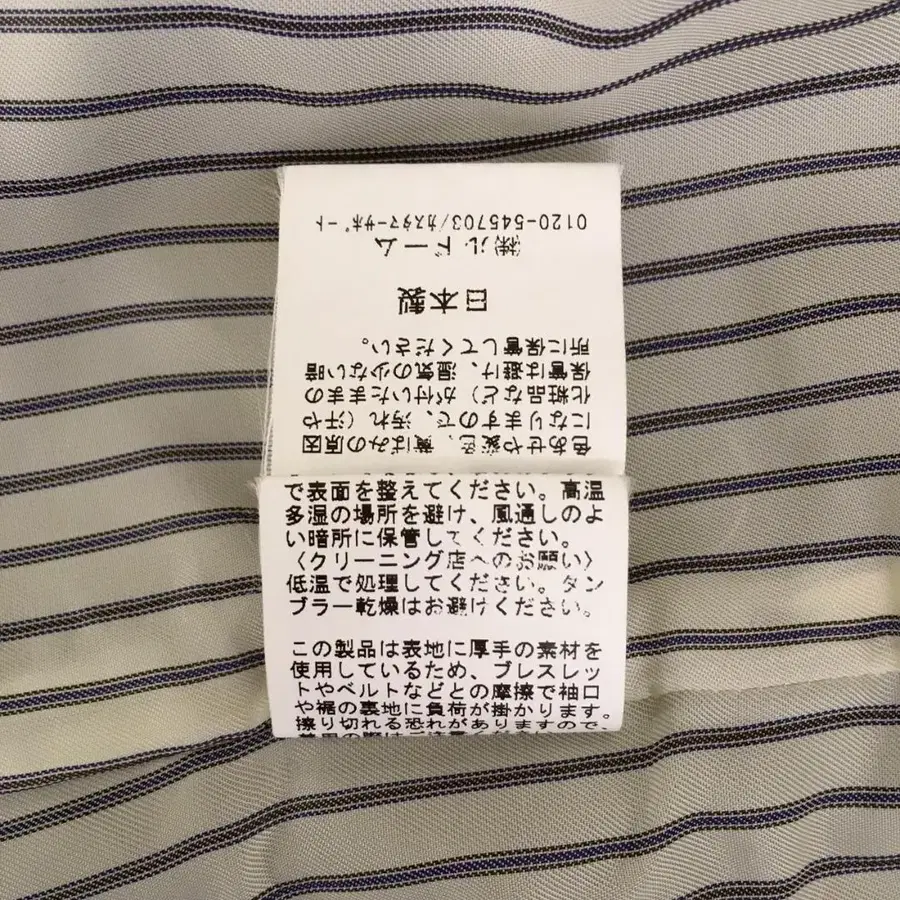 色あせや変色、黄ばみの原因
になりますので、汚れ（汗や
化粧品など）が付いたままの
保管は避け、湿気の少ない暗
所に保管してください。
日本製
㈱ルドーム
0120-545703/ｶｽﾀﾏｰｻﾎﾟｰﾄ
で表面を整えてください。高温
多湿の場所を避け、風通しのよ
い暗所に保管してください。
〈クリーニング店へのお願い〉
低温で処理してください。タン
ブラー乾燥はお避けください。
この製品は表地に厚手の素材を
使用しているため、ブレスレッ
トやベルトなどとの摩擦で袖口
や裾の裏地に負荷が掛かります。
擦り切れる恐れがありますので、